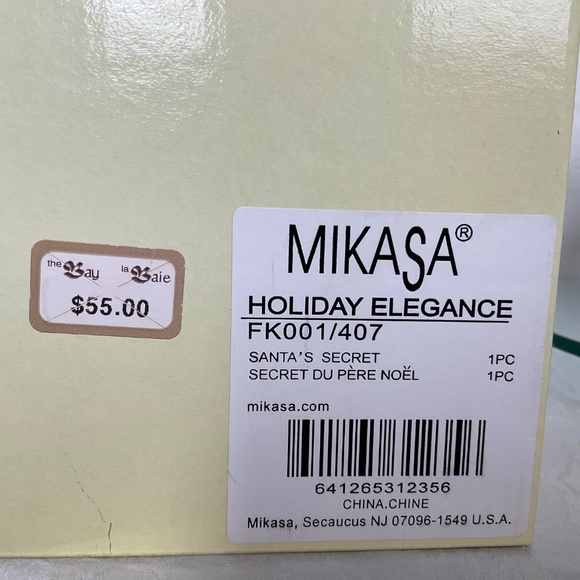 the Bay la Baie
$55.00
MIKASA®
HOLIDAY ELEGANCE
FK001/407
SANTA'S SECRET 1PC
SECRET DU PÈRE NOĚL 1PC
mikasa.com
641265312356
CHINA.CHINE
Mikasa, Secaucus NJ 07096-1549 U.S.A.